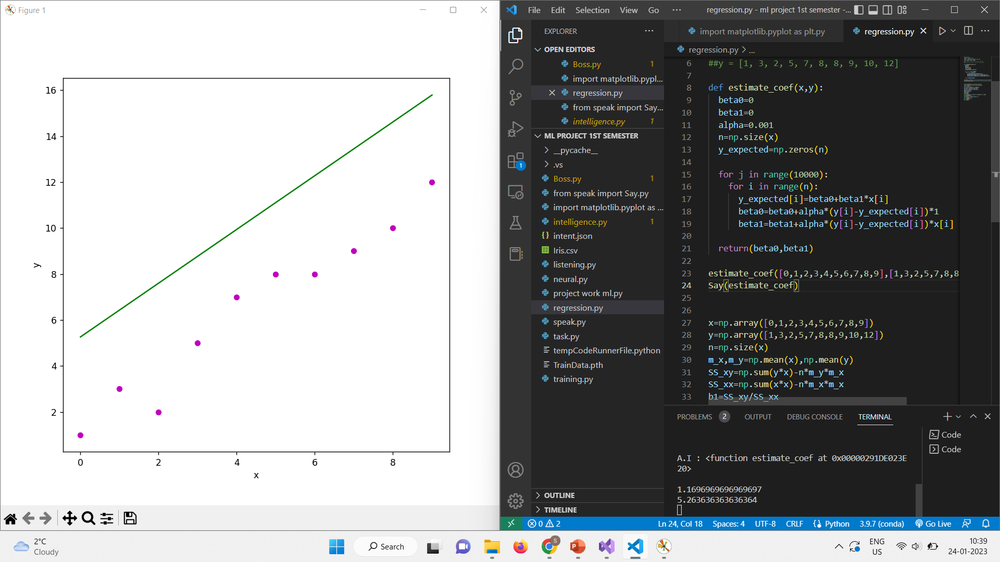 Figure 1
16
14
12
10
8
6
4
2
y
0 2 4 6 8
x
File Edit Selection View Go ··· regression.py - ml project 1st semester -...
EXPLORER ···
OPEN EDITORS
Boss.py 1
import matplotlib.pypl...
regression.py
from speak import Say...
intelligence.py 1
ML PROJECT 1ST SEMESTER
__pycache__
.vs
Boss.py 1
from speak import Say.py
import matplotlib.pyplot as ...
intelligence.py 1
{} intent.json
Iris.csv
listening.py
neural.py
project work ml.py
regression.py
speak.py
task.py
tempCodeRunnerFile.python
TrainData.pth
training.py
OUTLINE
TIMELINE
1
import matplotlib.pyplot as plt.py regression.py
regression.py > ...
6 ##y = [1, 3, 2, 5, 7, 8, 8, 9, 10, 12]
7
8 def estimate_coef(x,y):
9 beta0=0
10 beta1=0
11 alpha=0.001
12 n=np.size(x)
13 y_expected=np.zeros(n)
14
15 for j in range(10000):
16 for i in range(n):
17 y_expected[i]=beta0+beta1*x[i]
18 beta0=beta0+alpha*(y[i]-y_expected[i])*1
19 beta1=beta1+alpha*(y[i]-y_expected[i])*x[i]
20
21 return(beta0,beta1)
22
23 estimate_coef([0,1,2,3,4,5,6,7,8,9],[1,3,2,5,7,8,8
24 Say(estimate_coef)
25
26
27 x=np.array([0,1,2,3,4,5,6,7,8,9])
28 y=np.array([1,3,2,5,7,8,8,9,10,12])
29 n=np.size(x)
30 m_x,m_y=np.mean(x),np.mean(y)
31 SS_xy=np.sum(y*x)-n*m_y*m_x
32 SS_xx=np.sum(x*x)-n*m_x*m_x
33 b1=SS_xy/SS_xx
PROBLEMS 2 OUTPUT DEBUG CONSOLE TERMINAL
Code
Code
A.I : <function estimate_coef at 0x00000291DE023E
20>
1.1696969696969697
5.263636363636364
0 2 Ln 24, Col 18 Spaces: 4 UTF-8 CRLF {} Python 3.9.7 (conda) Go Live
2°C
Cloudy
Search
S
P
ENG
US
10:39
24-01-2023